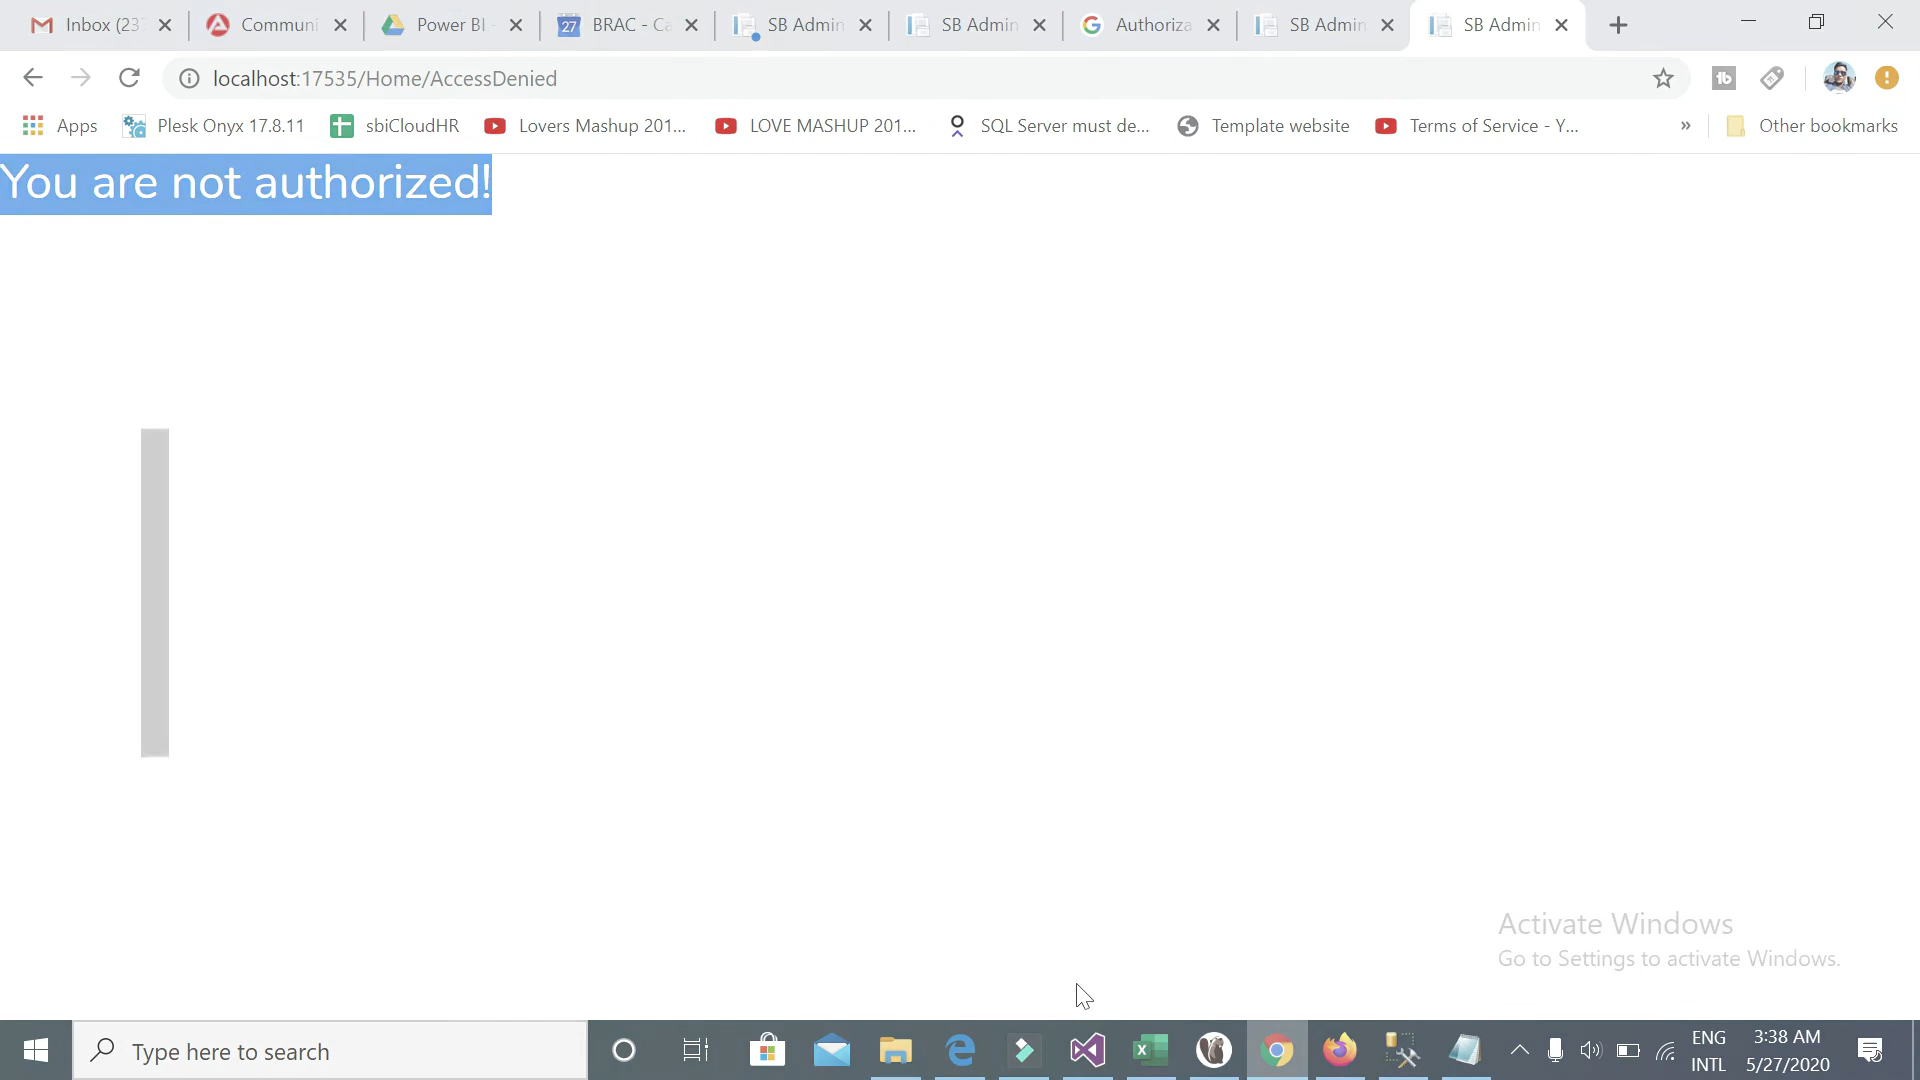 Inbox (237
Communi
Power BI -
BRAC - Ca
SB Admin
SB Admin
Authoriza
SB Admin
SB Admin
localhost:17535/Home/AccessDenied
Apps
Plesk Onyx 17.8.11
sbiCloudHR
Lovers Mashup 201...
LOVE MASHUP 201...
SQL Server must de...
Template website
Terms of Service - Y...
»
Other bookmarks
You are not authorized!
Activate Windows
Go to Settings to activate Windows.
Type here to search
ENG
INTL
3:38 AM
5/27/2020